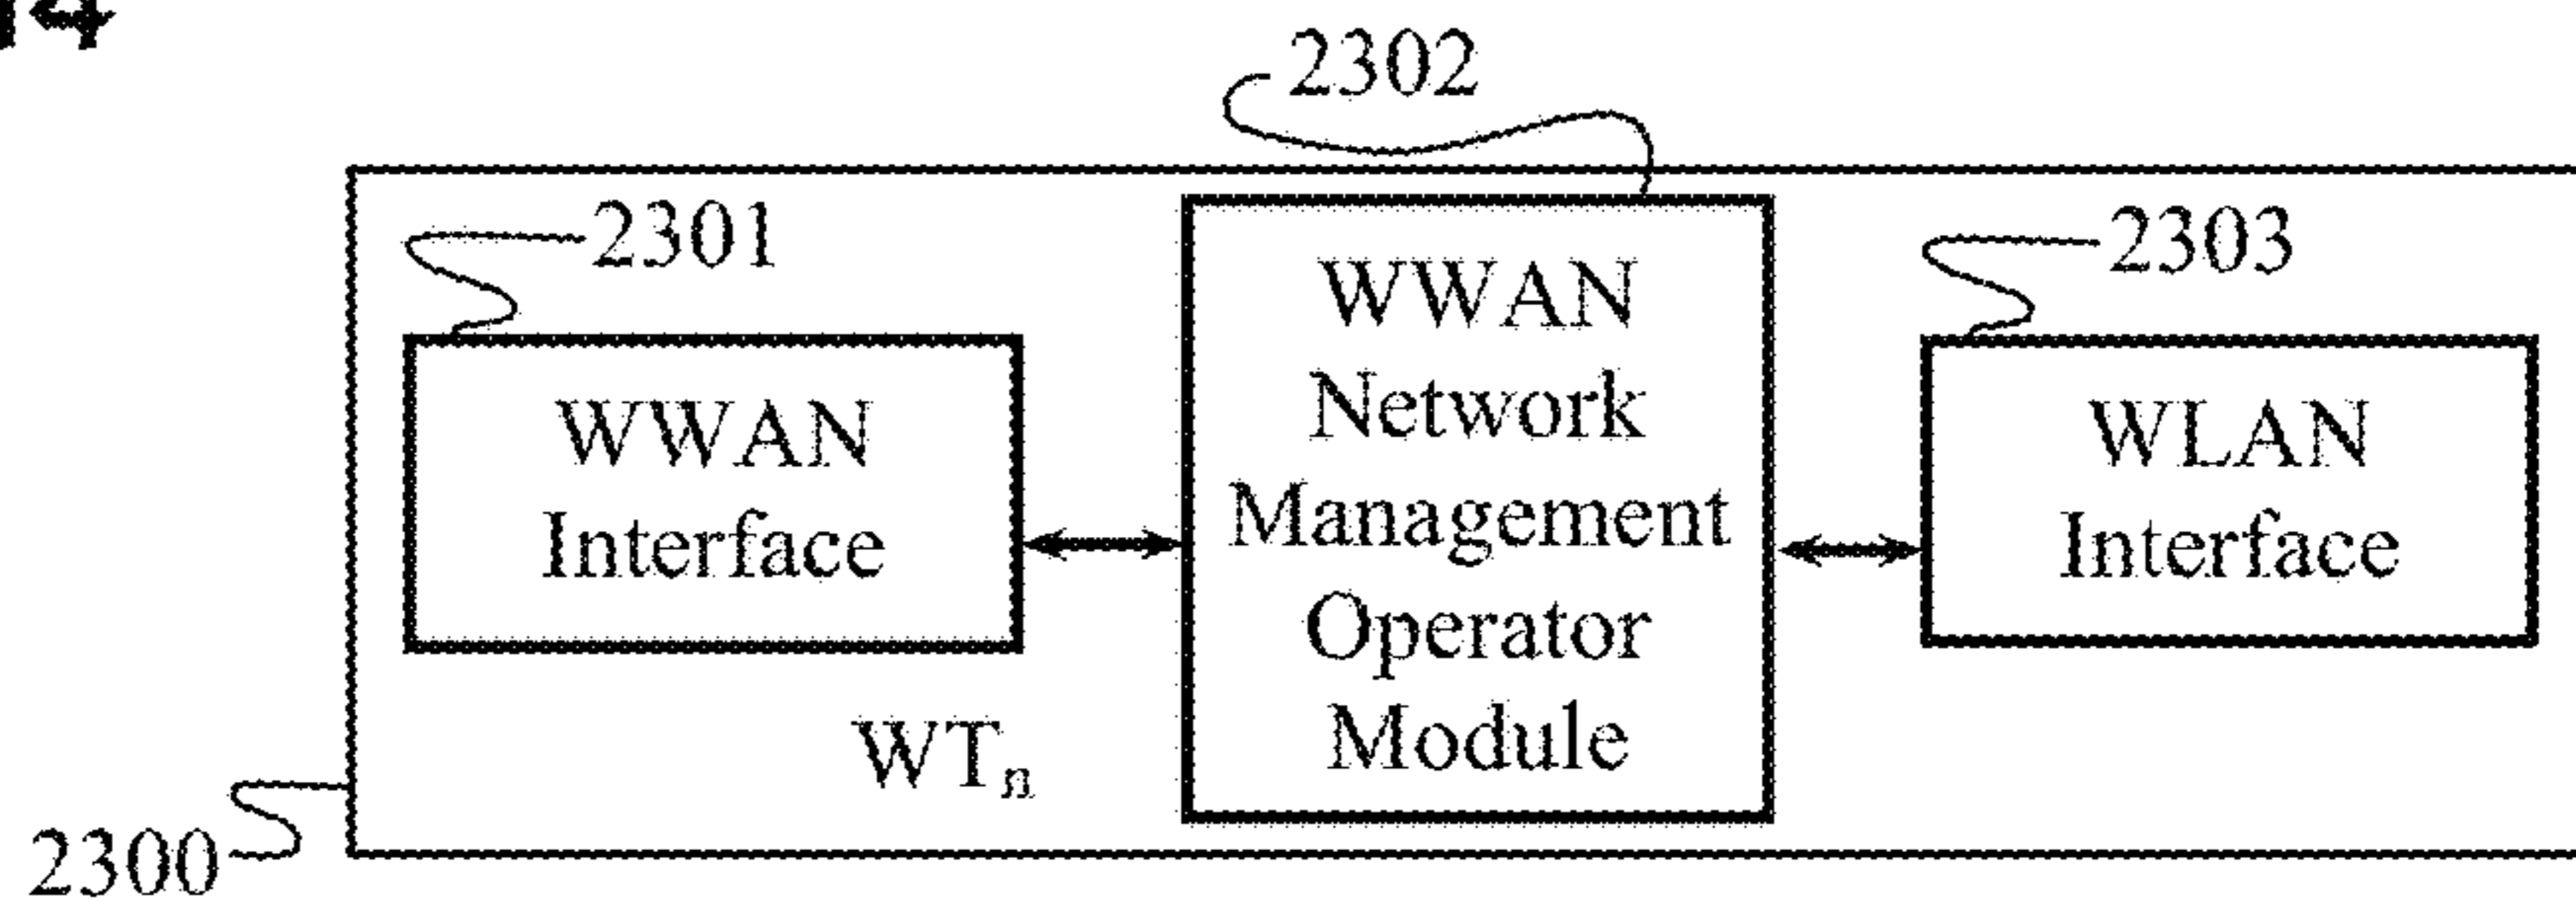 2302
2301
2303
WWAN
Network
Management
Operator
Module
WWAN
Interface
WLAN
Interface
WTn
2300